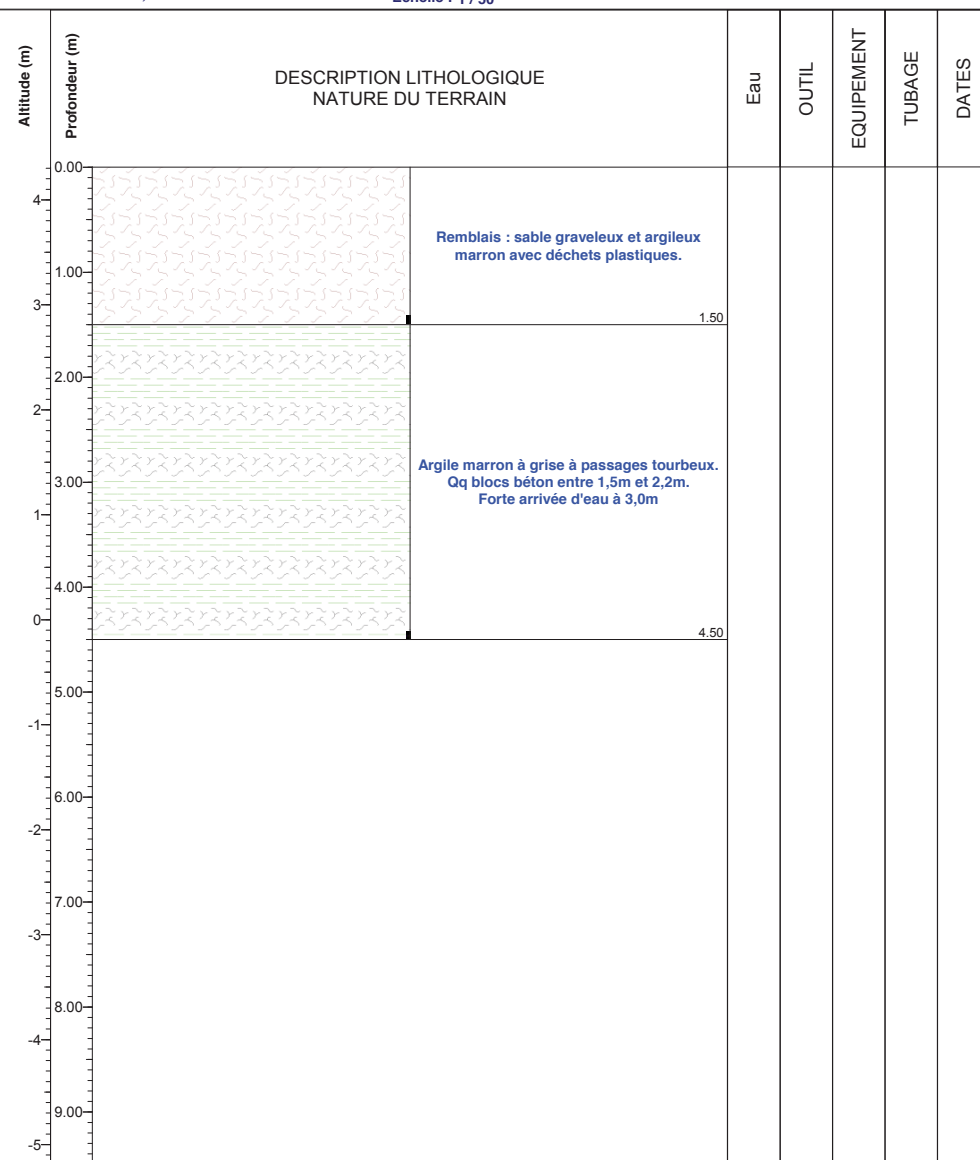 Echelle : 1 / 50
Altitude (m)
Profondeur (m)
DESCRIPTION LITHOLOGIQUE
NATURE DU TERRAIN
Eau
OUTIL
EQUIPEMENT
TUBAGE
DATES
0.00
4
Remblais : sable graveleux et argileux
marron avec déchets plastiques.
1.00
3
1.50
2.00
2
Argile marron à grise à passages tourbeux.
Qq blocs béton entre 1,5m et 2,2m.
Forte arrivée d'eau à 3,0m
3.00
1
4.00
0
4.50
5.00
-1
6.00
-2
7.00
-3
8.00
-4
9.00
-5